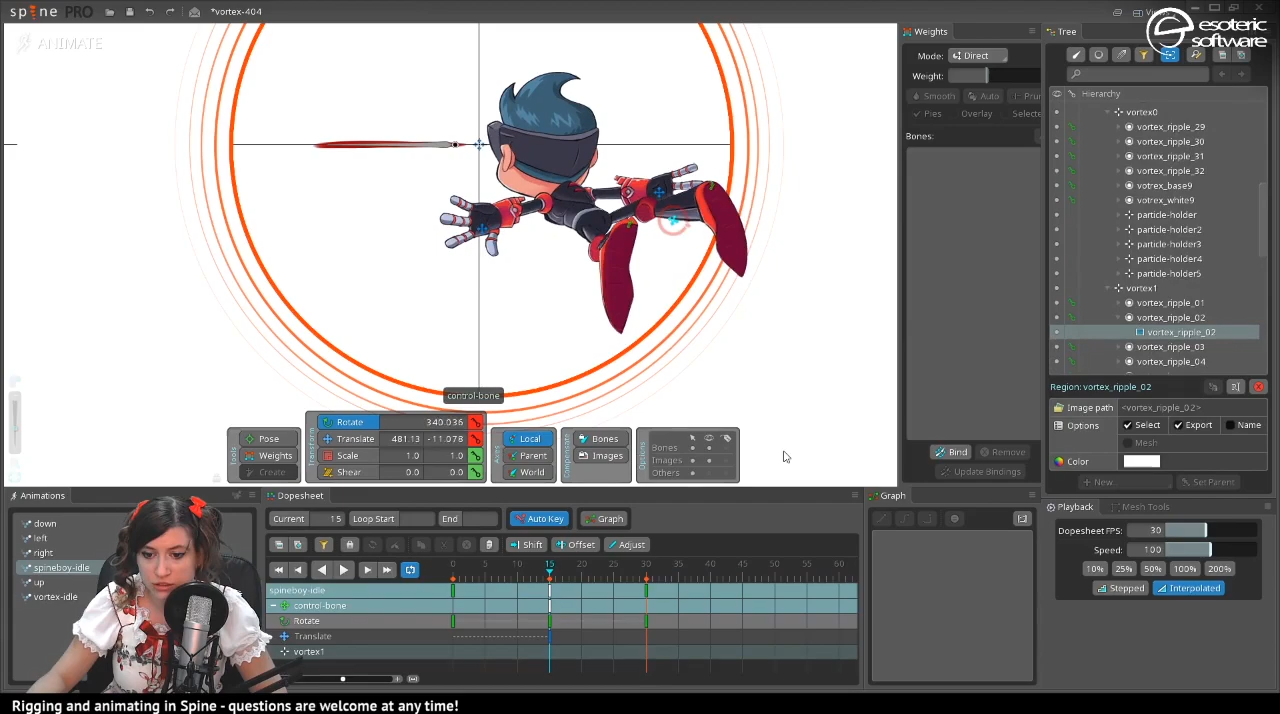 spine PRO
*vortex-404
Views
esoteric
software
ANIMATE
Weights
Tree
Mode:
Direct
Weight:
Smooth
Auto
Pies
Overlay
Bones:
Bind
Remove
Update Bindings
Hierarchy
vortex0
vortex_ripple_29
vortex_ripple_30
vortex_ripple_31
vortex_ripple_32
votrex_base9
votrex_white9
particle-holder
particle-holder2
particle-holder3
particle-holder4
particle-holder5
vortex1
vortex_ripple_01
vortex_ripple_02
vortex_ripple_02
vortex_ripple_03
vortex_ripple_04
Region: vortex_ripple_02
Image path
<vortex_ripple_02>
Options
Select
Export
Name
Mesh
Color
New...
Set Parent
control-bone
Tools
Pose
Weights
Create
Transform
Rotate 340.036
Translate 481.13 -11.078
Scale 1.0 1.0
Shear 0.0 0.0
Axes
Local
Parent
World
Compensate
Bones
Images
Options
Bones
Images
Others
Animations
down
left
right
spineboy-idle
up
vortex-idle
Dopesheet
Current 15
Loop Start
End
Auto Key
Graph
Shift
Offset
Adjust
0 5 10 15 20 25 30 35 40 45 50 55 60
spineboy-idle
control-bone
Rotate
Translate
vortex1
Graph
Playback
Mesh Tools
Dopesheet FPS: 30
Speed: 100
10% 25% 50% 100% 200%
Stepped
Interpolated
Rigging and animating in Spine - questions are welcome at any time!